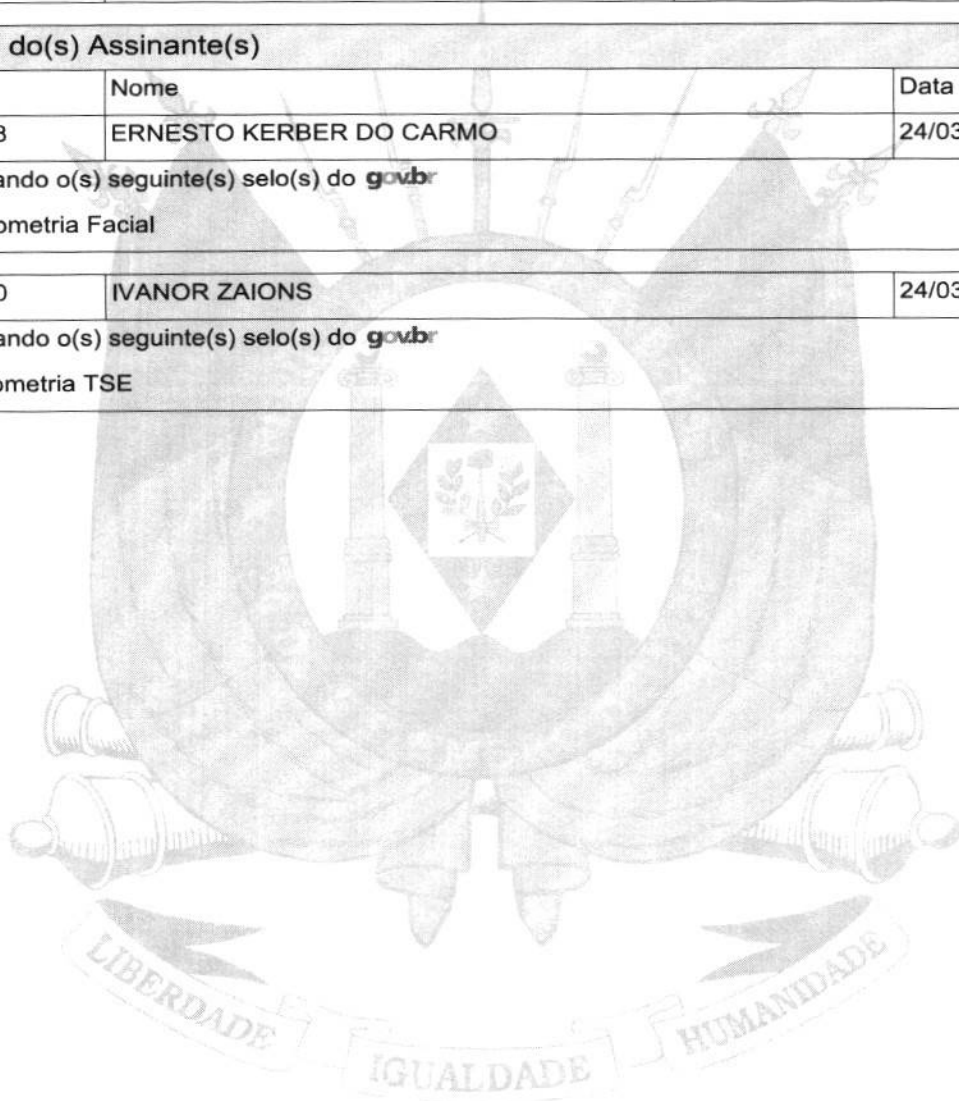 do(s) Assinante(s)
Nome Data
3 ERNESTO KERBER DO CARMO 24/03
ando o(s) seguinte(s) selo(s) do gov.br
ometria Facial
0 IVANOR ZAIONS 24/03
ando o(s) seguinte(s) selo(s) do gov.br
ometria TSE
LIBERDADE IGUALDADE HUMANIDADE